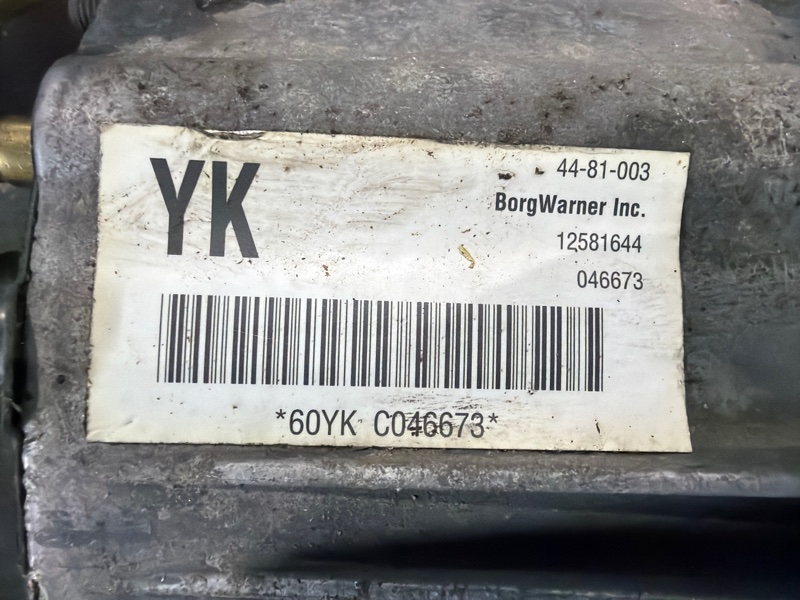 YK
44-81-003
BorgWarner Inc.
12581644
046673
*60YK C046673*